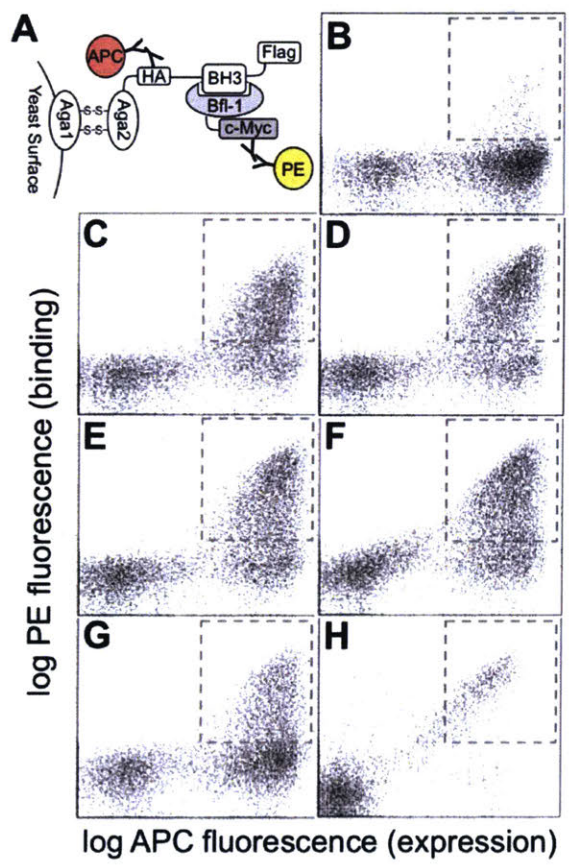 A
APC
HA
BH3
Flag
Bfl-1
c-Myc
PE
Yeast Surface
Aga1
-S-S-
-S-S-
Aga2
B
C
D
E
F
G
H
log PE fluorescence (binding)
log APC fluorescence (expression)